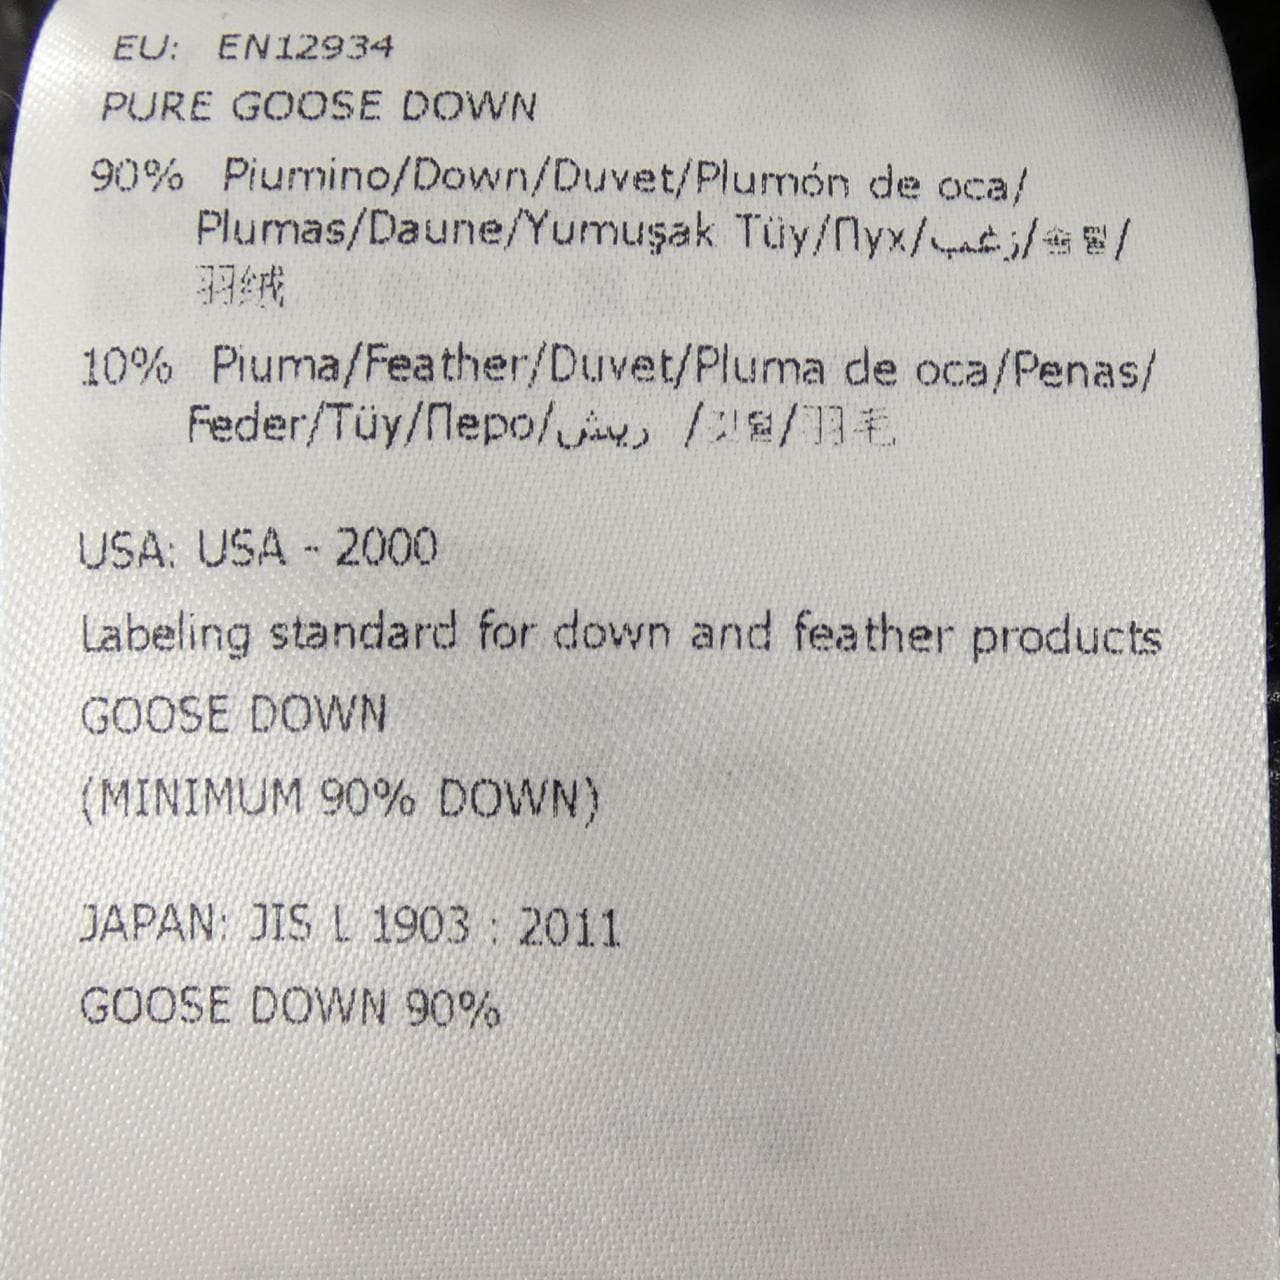 EU: EN12934
PURE GOOSE DOWN
90% Piumino/Down/Duvet/Plumón de oca/
Plumas/Daune/Yumuşak Tüy/Пух/زغب/솜털/
羽绒
10% Piuma/Feather/Duvet/Pluma de oca/Penas/
Feder/Tüy/Перо/ريش /깃털/羽毛
USA: USA - 2000
Labeling standard for down and feather products
GOOSE DOWN
(MINIMUM 90% DOWN)
JAPAN: JIS L 1903 : 2011
GOOSE DOWN 90%